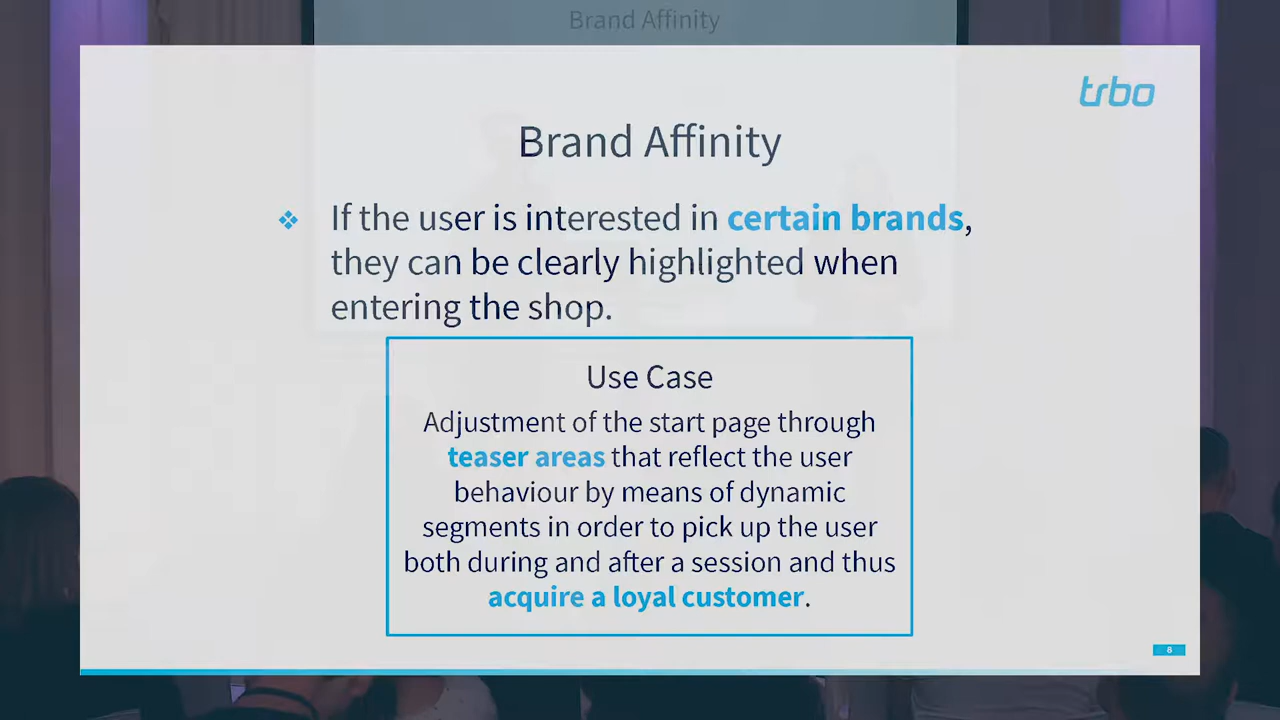 Brand Affinity
trbo
Brand Affinity
If the user is interested in certain brands,
they can be clearly highlighted when
entering the shop.
Use Case
Adjustment of the start page through
teaser areas that reflect the user
behaviour by means of dynamic
segments in order to pick up the user
both during and after a session and thus
acquire a loyal customer.
8